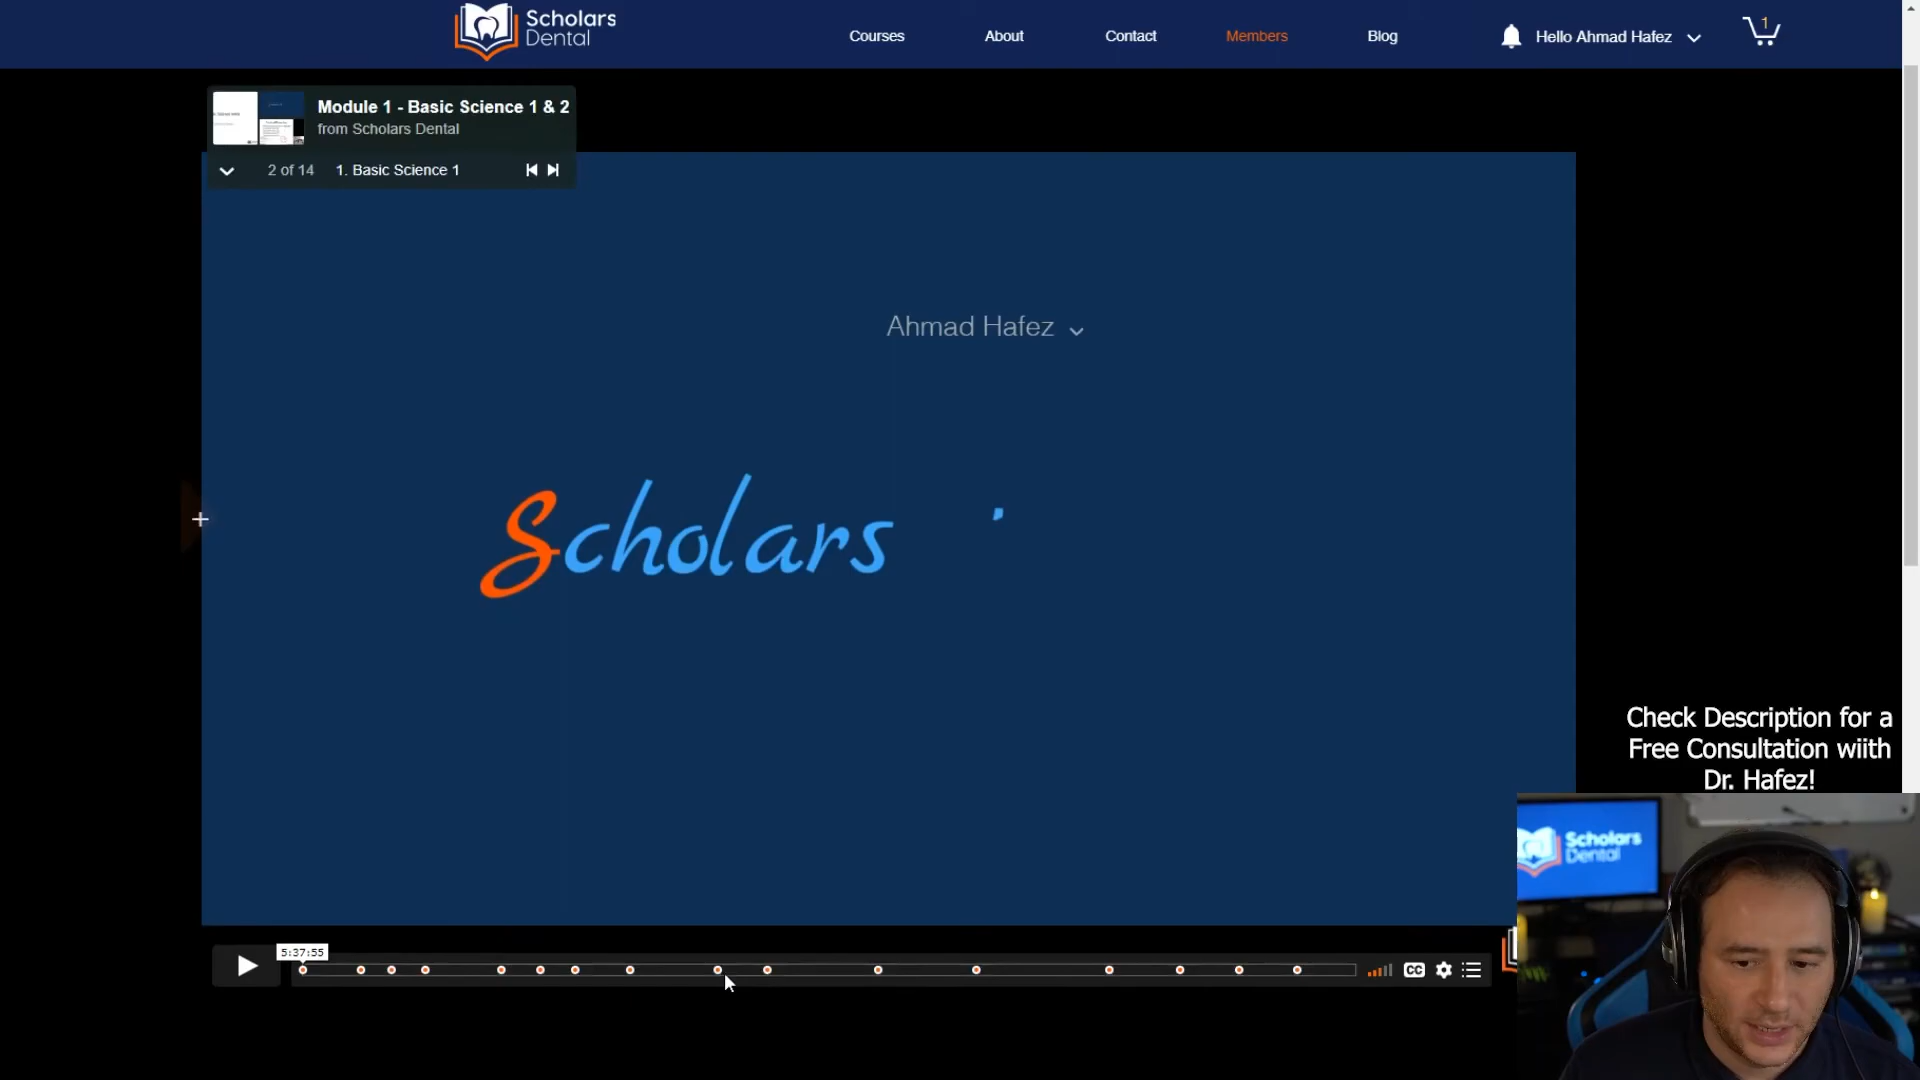 Scholars
Dental
Courses
About
Contact
Members
Blog
Hello Ahmad Hafez
1
Module 1 - Basic Science 1 & 2
from Scholars Dental
2 of 14
1. Basic Science 1
Ahmad Hafez
Scholars
Check Description for a
Free Consultation wiith
Dr. Hafez!
Scholars
Dental
5:37:55
CC